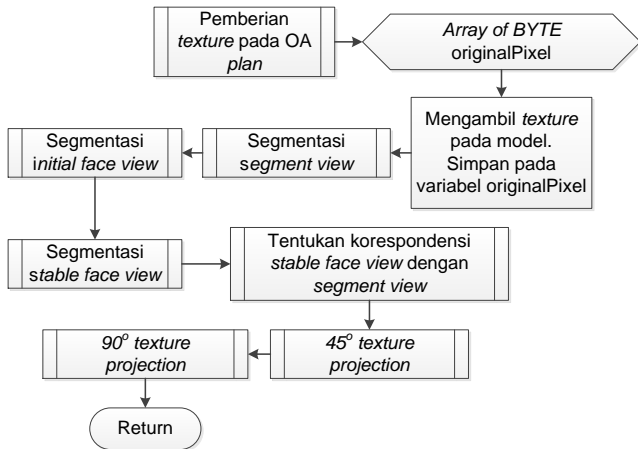 Pemberian
texture pada OA
plan
Array of BYTE
originalPixel
Mengambil texture
pada model.
Simpan pada
variabel originalPixel
Segmentasi
segment view
Segmentasi
initial face view
Segmentasi
stable face view
Tentukan korespondensi
stable face view dengan
segment view
45° texture
projection
90° texture
projection
Return